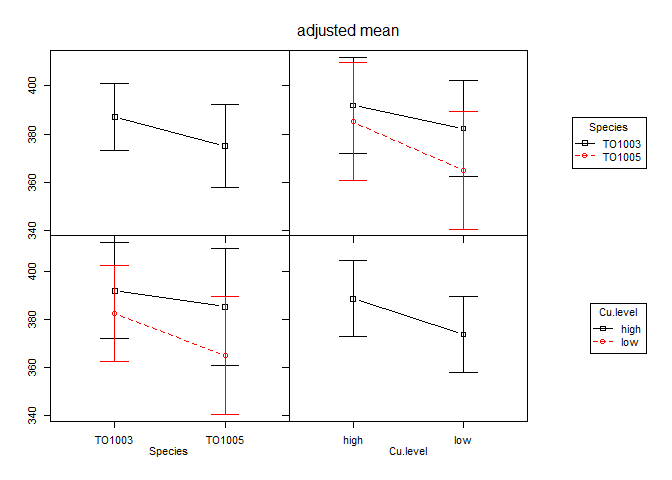 adjusted mean
400
380
360
340
Species
TO1003
TO1005
400
380
360
340
Cu.level
high
low
TO1003 TO1005 high low
Species Cu.level